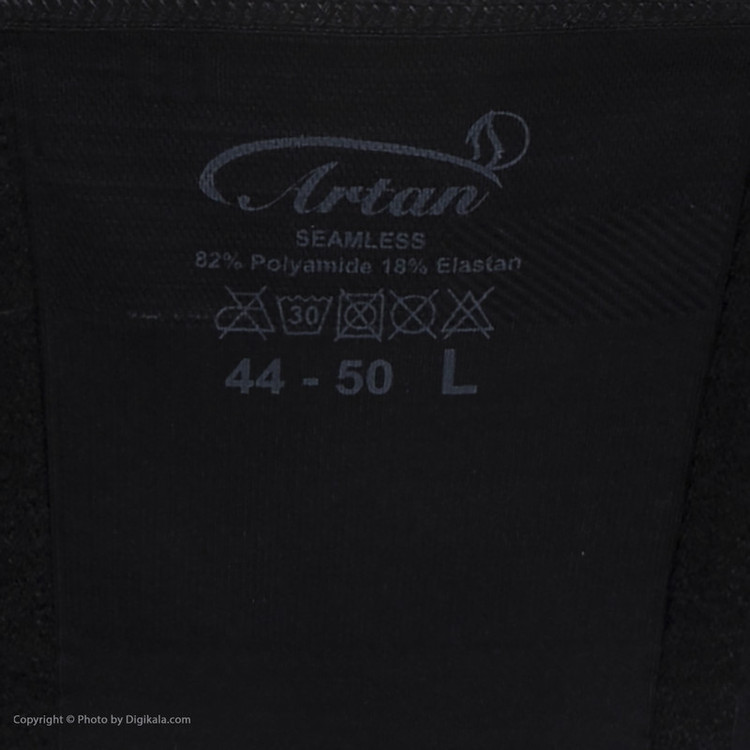 Artan
SEAMLESS
82% Polyamide 18% Elastan
30
44 - 50 L
Copyright © Photo by Digikala.com